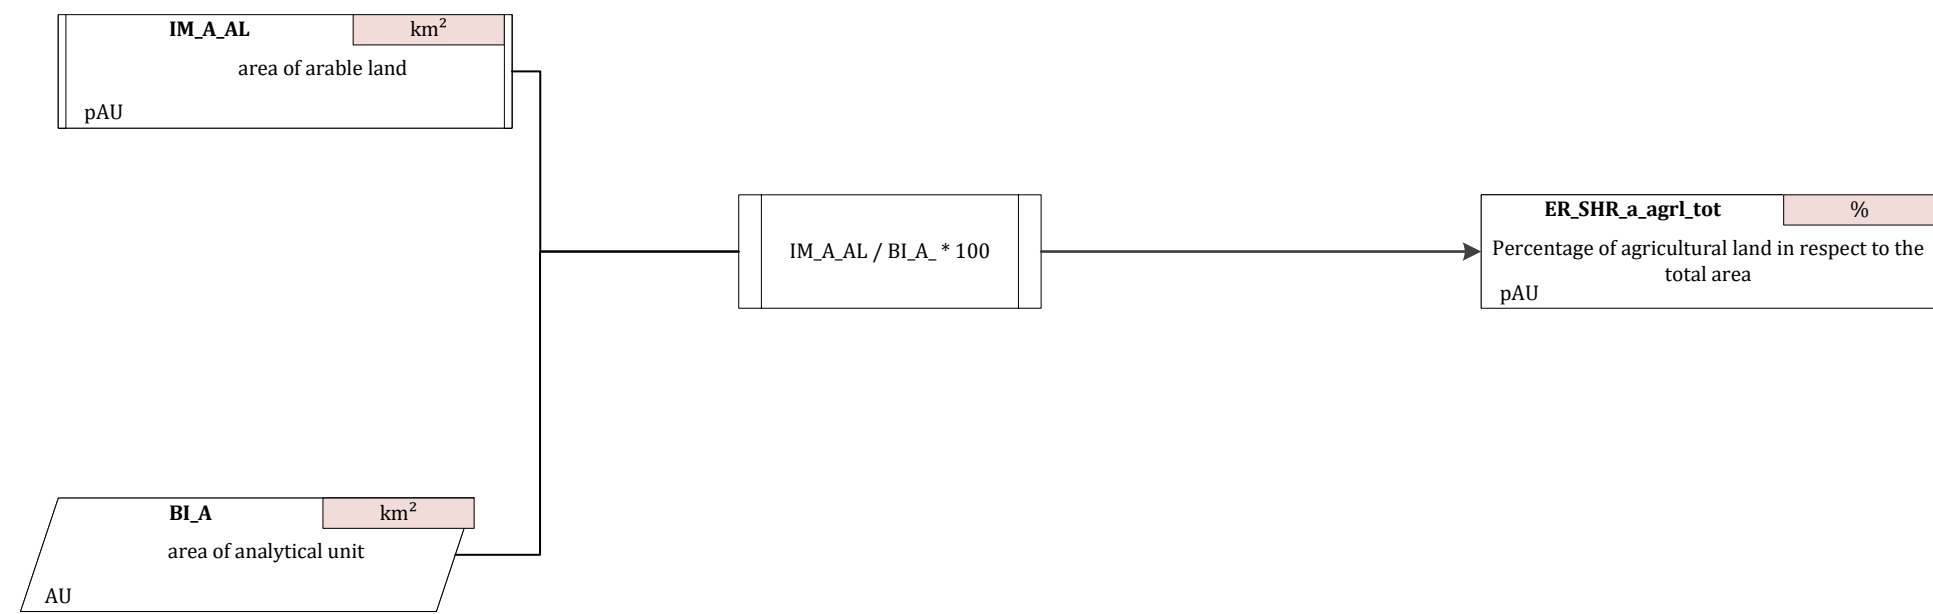 IM_A_AL km²
area of arable land
pAU
IM_A_AL / BI_A_ * 100
ER_SHR_a_agrl_tot %
Percentage of agricultural land in respect to the
total area
pAU
BI_A km²
area of analytical unit
AU